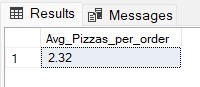 Results Messages
Avg_Pizzas_per_order
1 2.32